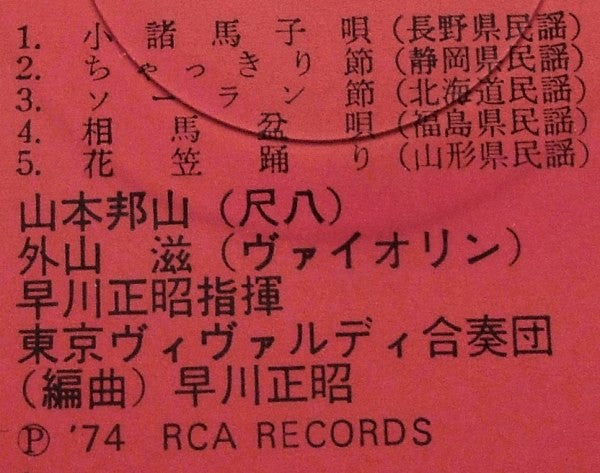 1. 小諸馬子唄(長野県民謡)
2. ちゃっきり節(静岡県民謡)
3. ソーラン節(北海道民謡)
4. 相馬盆唄(福島県民謡)
5. 花笠踊り(山形県民謡)
山本邦山(尺八)
外山 滋(ヴァイオリン)
早川正昭指揮
東京ヴィヴァルディ合奏団
(編曲)早川正昭
Ⓟ '74 RCA RECORDS